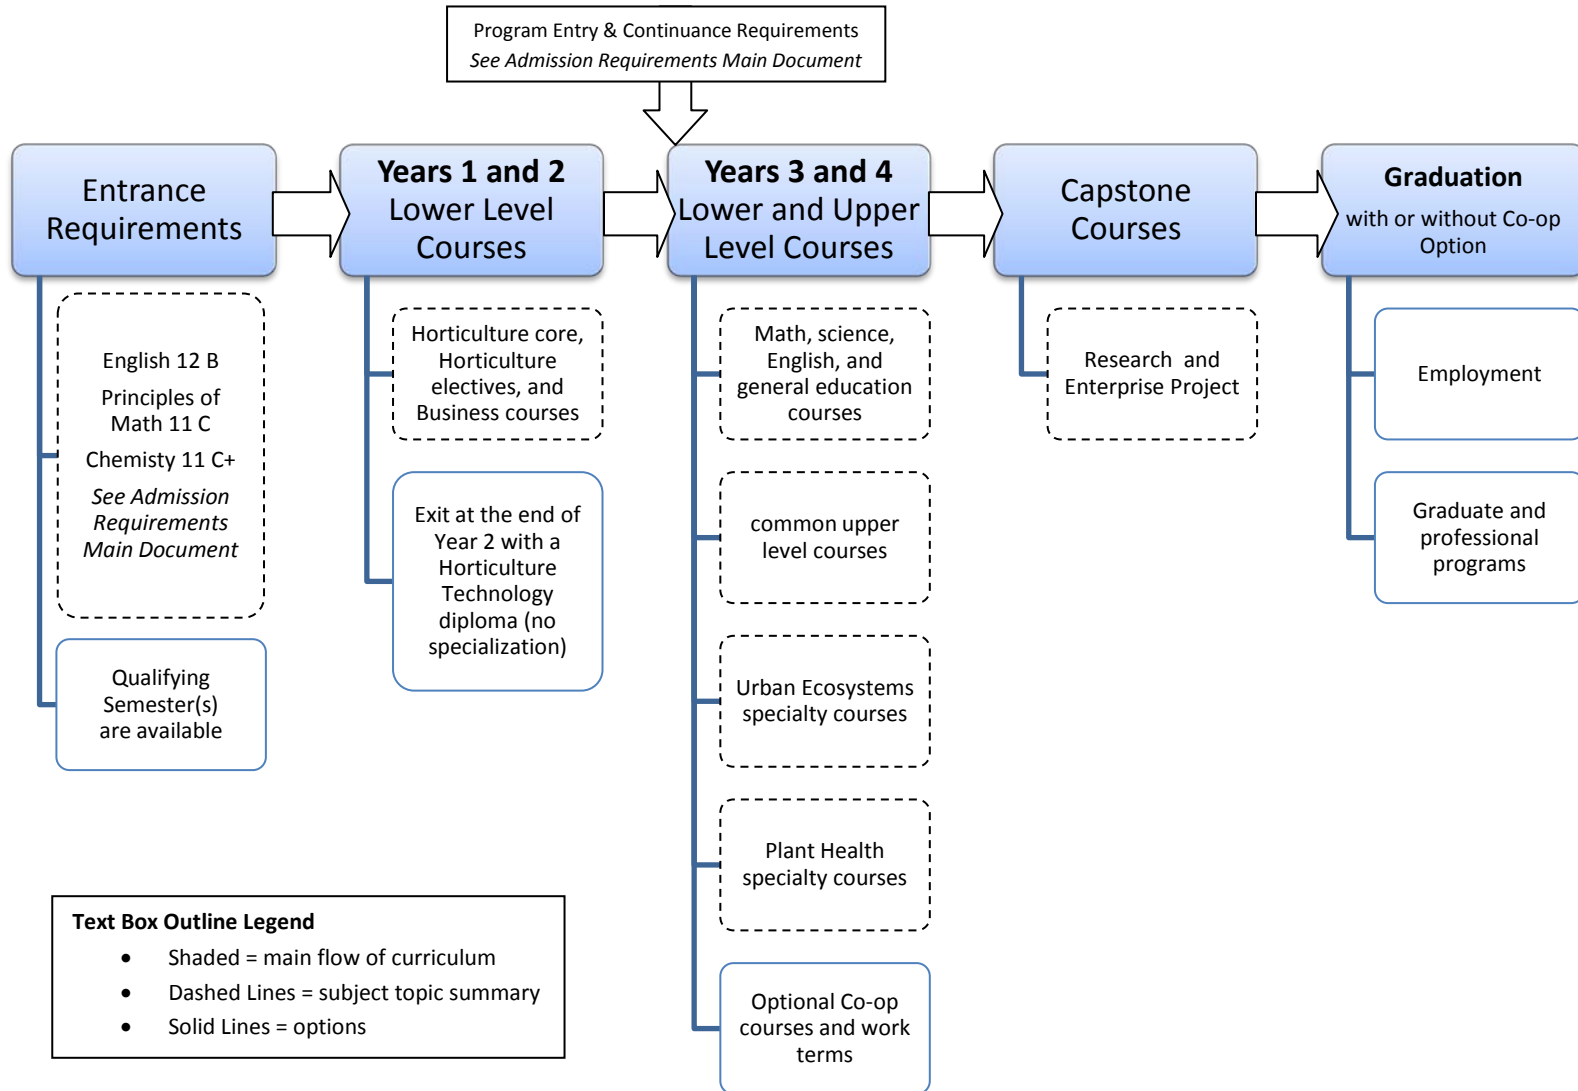 Program Entry & Continuance Requirements
See Admission Requirements Main Document
Entrance
Requirements
Years 1 and 2
Lower Level
Courses
Years 3 and 4
Lower and Upper
Level Courses
Capstone
Courses
Graduation
with or without Co-op
Option
English 12 B
Principles of
Math 11 C
Chemisty 11 C+
See Admission
Requirements
Main Document
Qualifying
Semester(s)
are available
Horticulture core,
Horticulture
electives, and
Business courses
Exit at the end of
Year 2 with a
Horticulture
Technology
diploma (no
specialization)
Math, science,
English, and
general education
courses
common upper
level courses
Urban Ecosystems
specialty courses
Plant Health
specialty courses
Optional Co-op
courses and work
terms
Research and
Enterprise Project
Employment
Graduate and
professional
programs
Text Box Outline Legend
• Shaded = main flow of curriculum
• Dashed Lines = subject topic summary
• Solid Lines = options